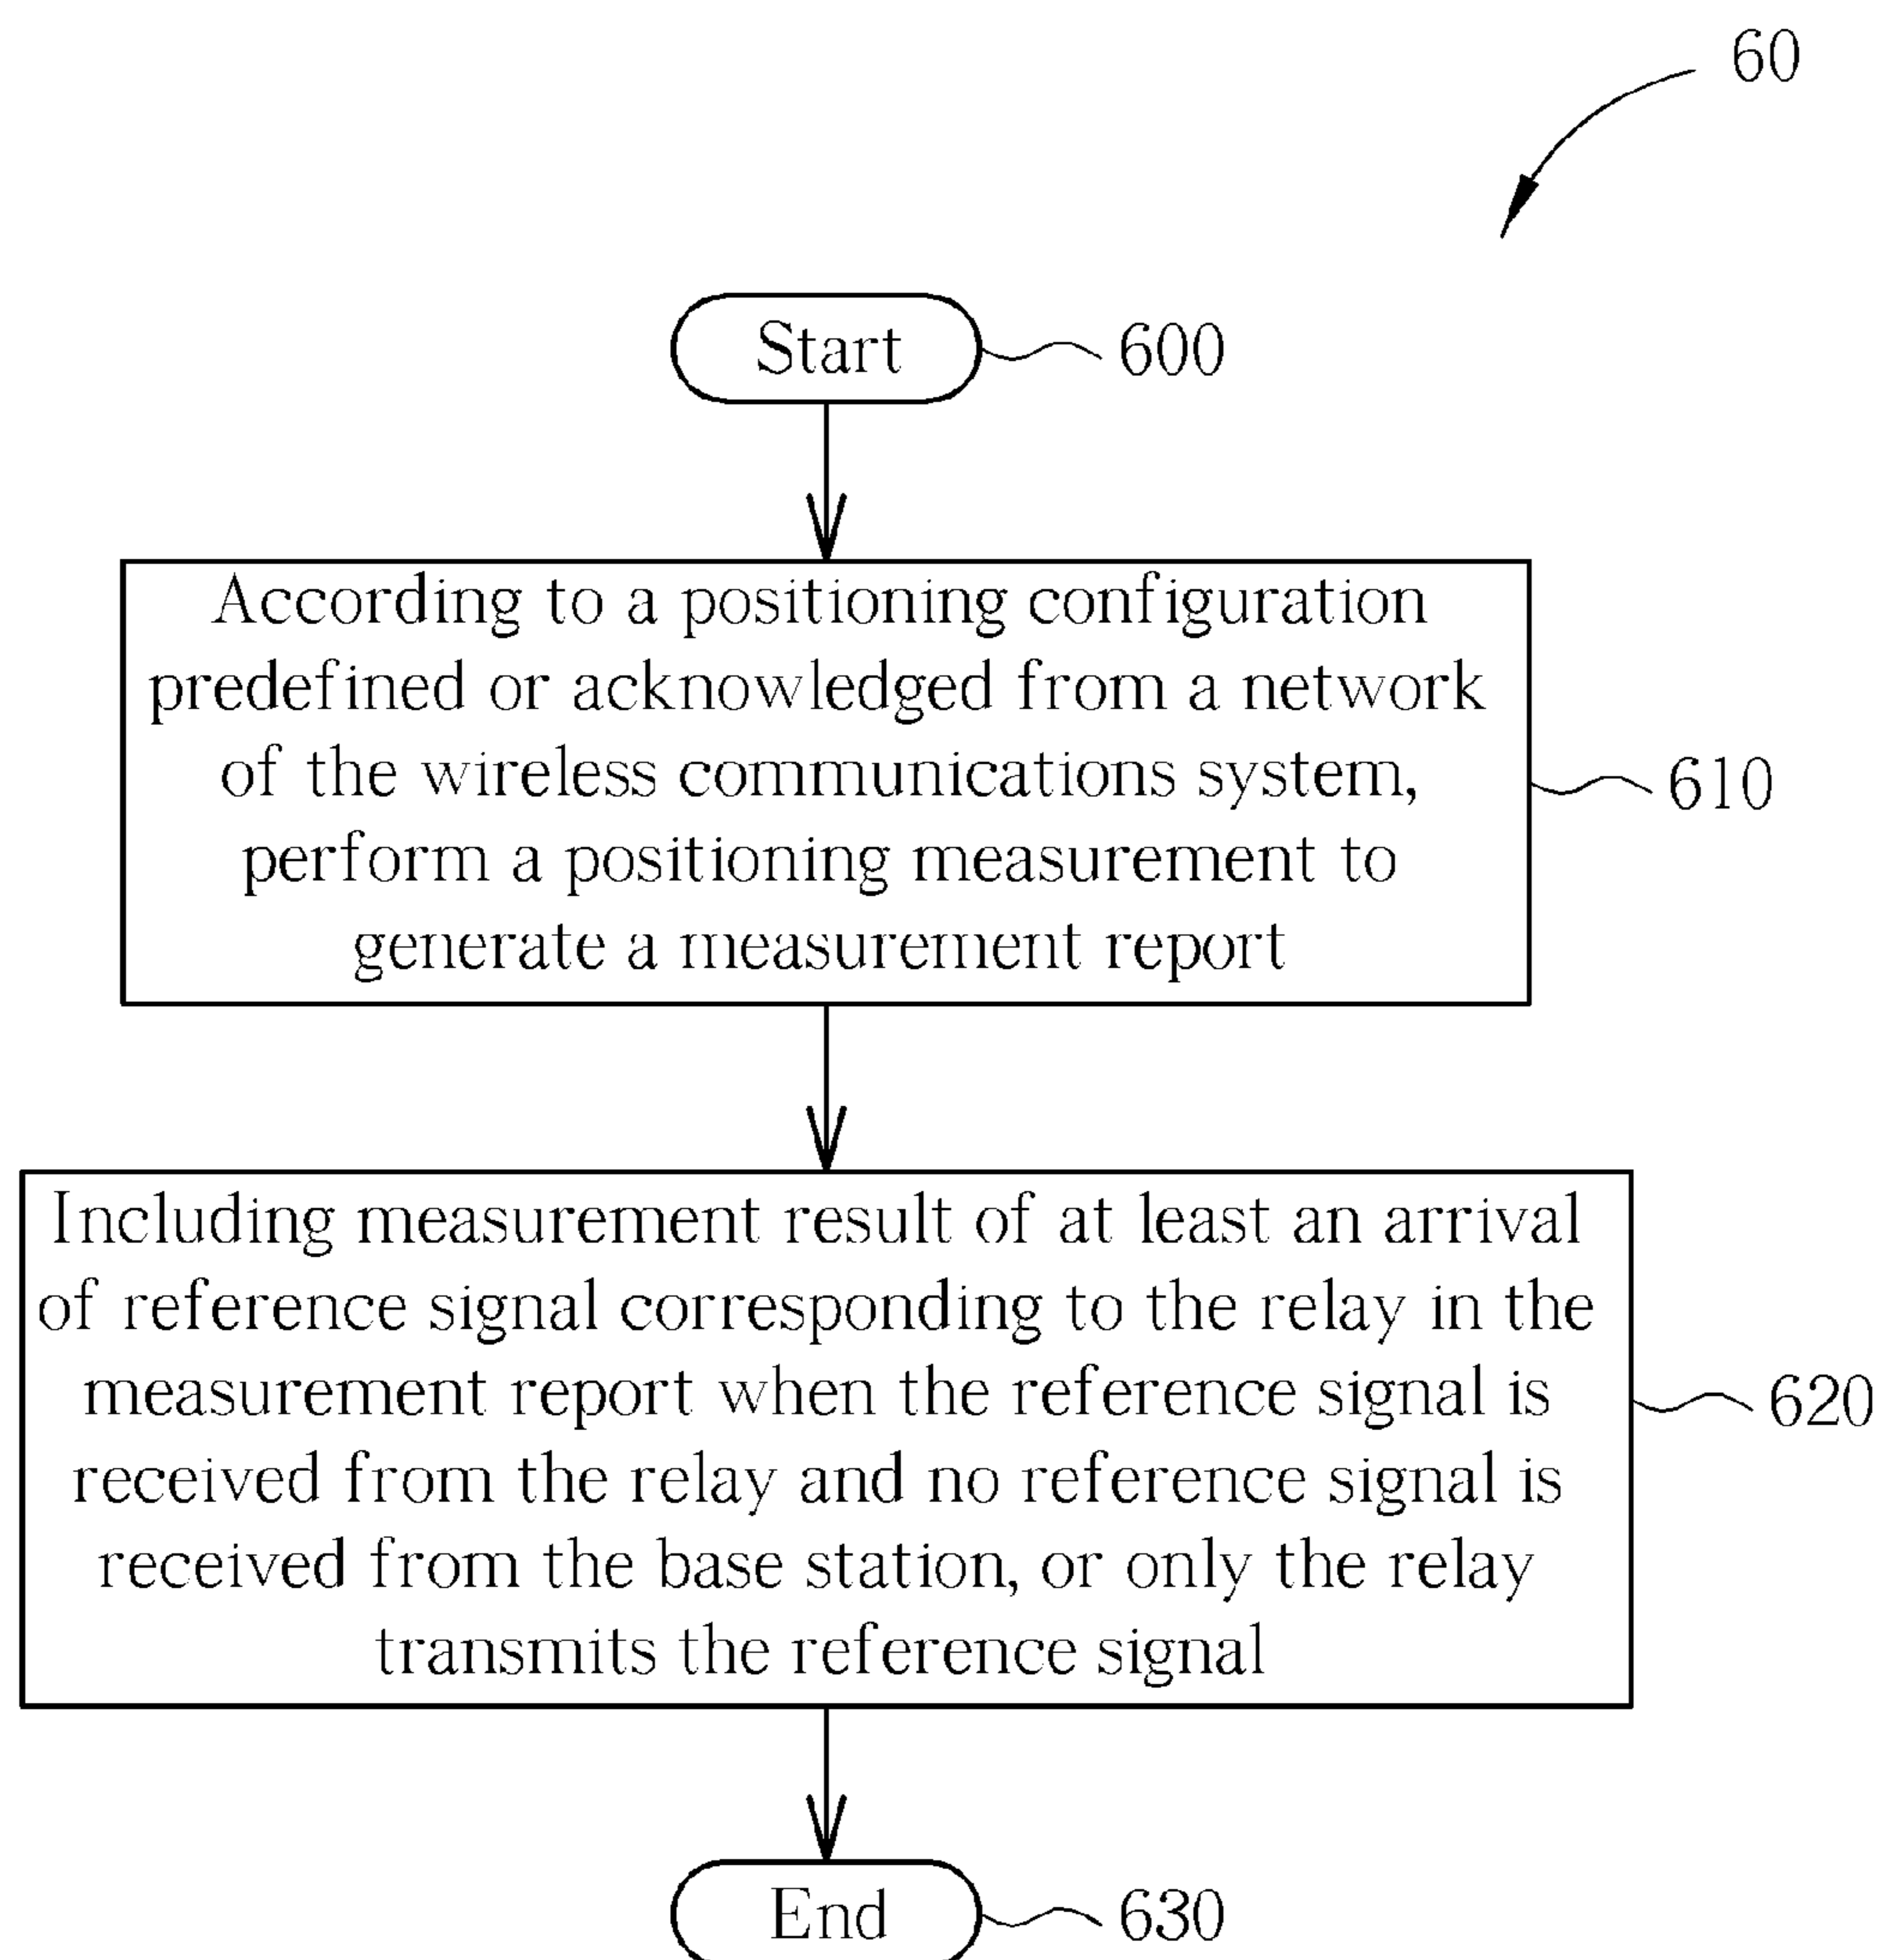 60
Start
600
According to a positioning configuration
predefined or acknowledged from a network
of the wireless communications system,
perform a positioning measurement to
generate a measurement report
610
Including measurement result of at least an arrival
of reference signal corresponding to the relay in the
measurement report when the reference signal is
received from the relay and no reference signal is
received from the base station, or only the relay
transmits the reference signal
620
End
630